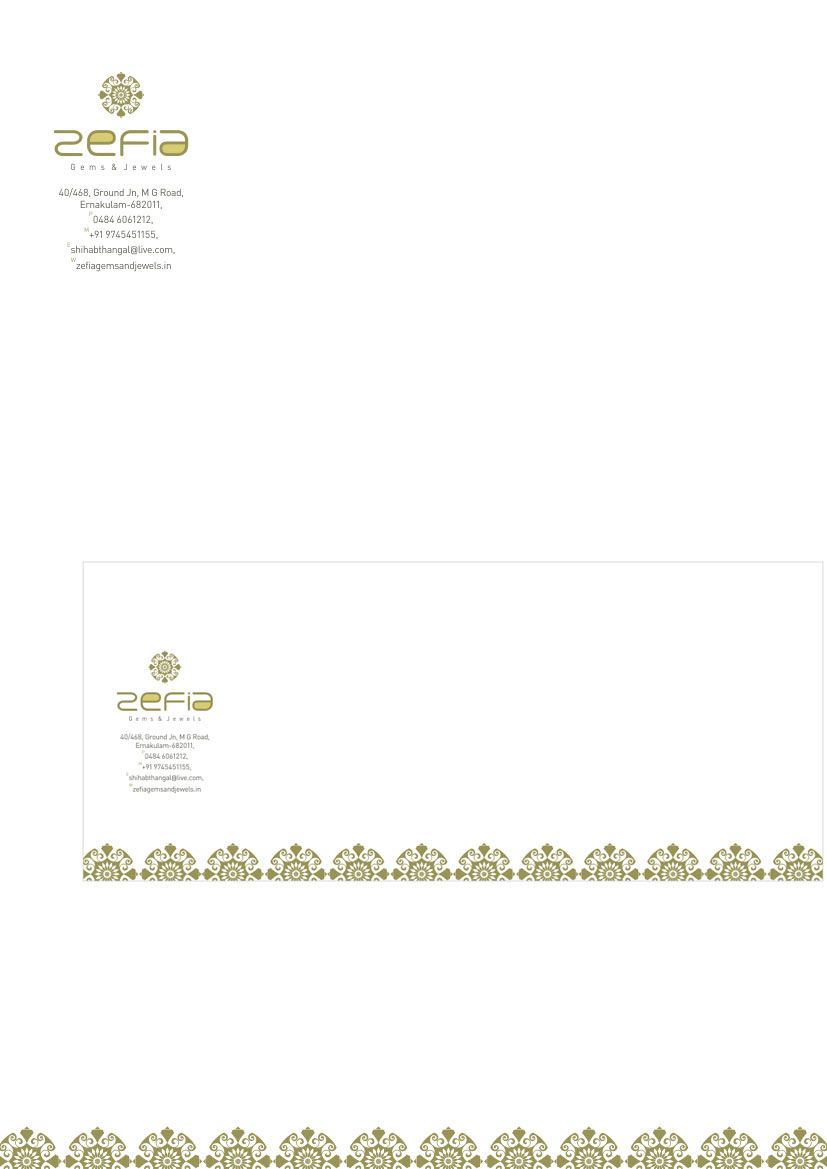 zefia
Gems & Jewels
40/468, Ground Jn, M G Road,
Ernakulam-682011,
P 0484 6061212,
M +91 9745451155,
E shihabthangal@live.com,
W zefiagemsandjewels.in
zefia
Gems & Jewels
40/468, Ground Jn, M G Road,
Ernakulam-682011,
P 0484 6061212,
M +91 9745451155,
E shihabthangal@live.com,
W zefiagemsandjewels.in